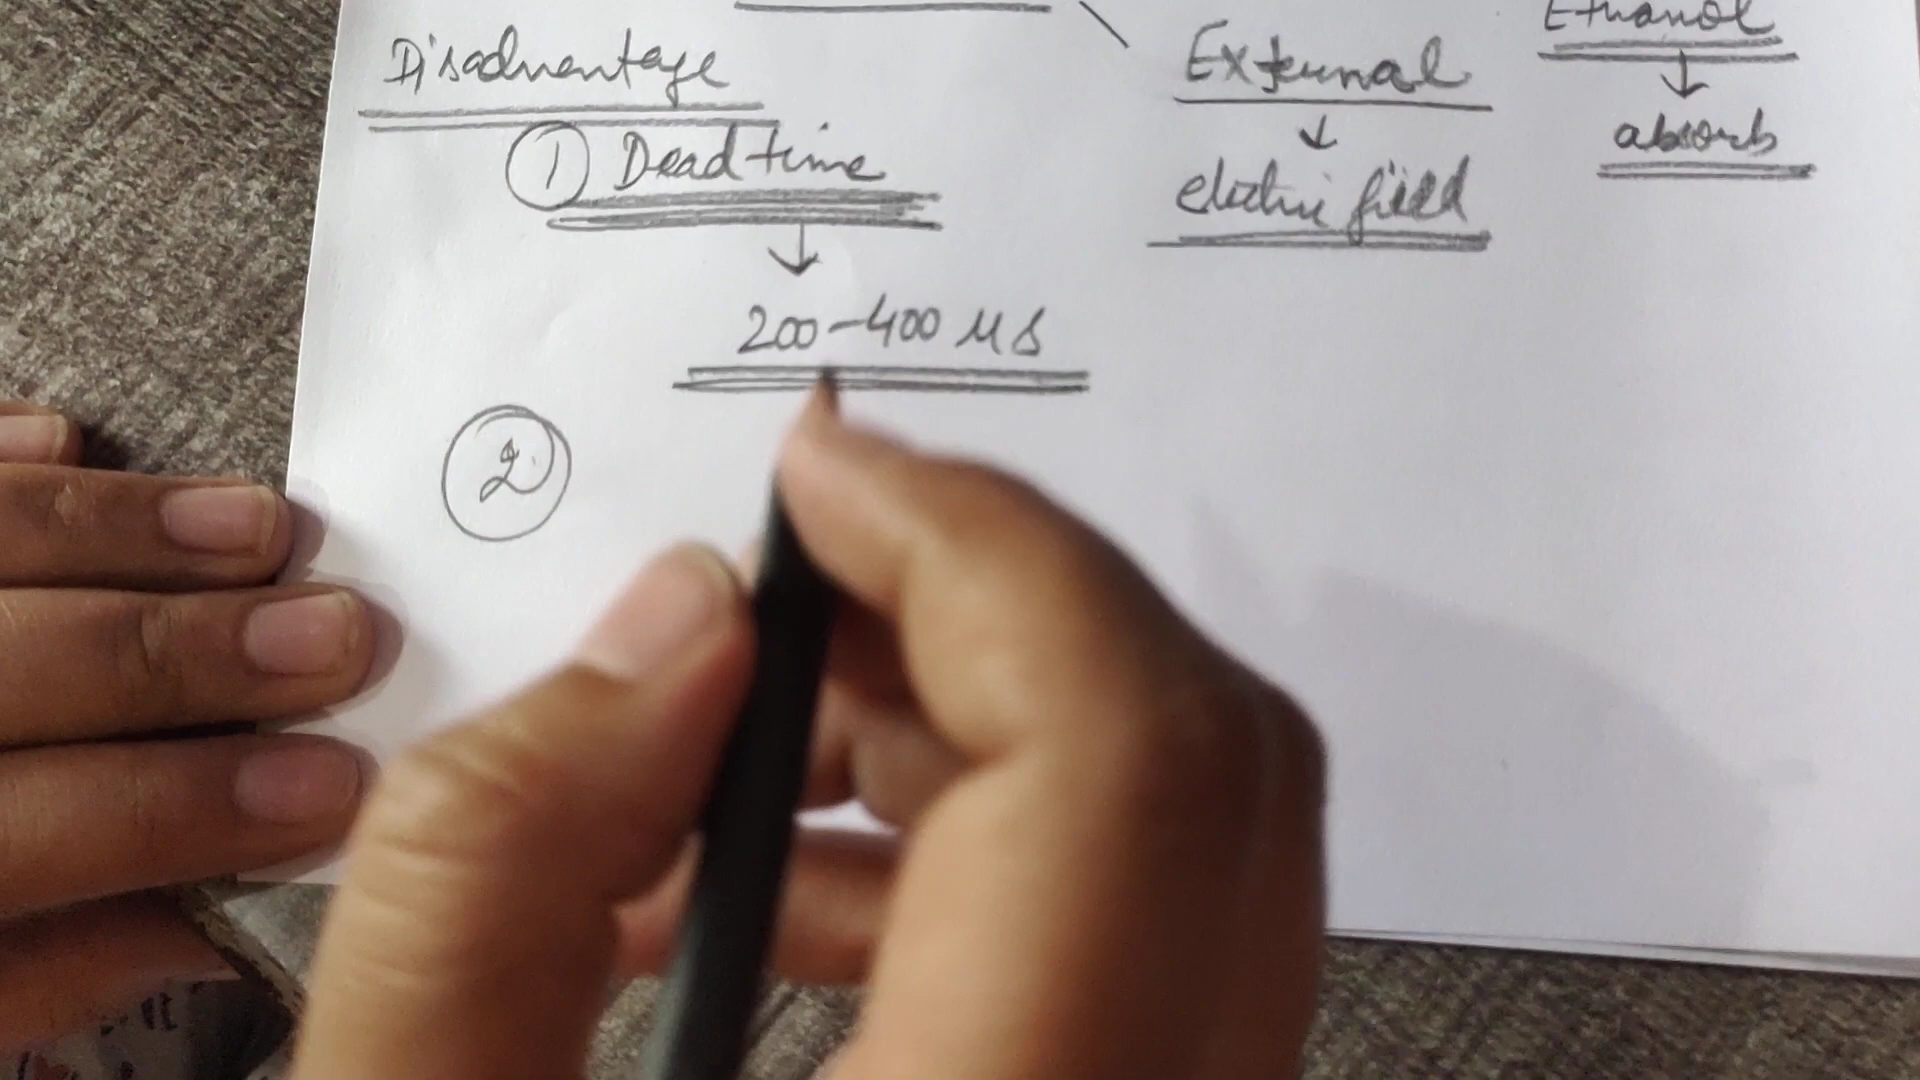 Disadvantage
① Dead time
↓
200-400 μs
②
External
↓
electric field
Ethanol
↓
absorb